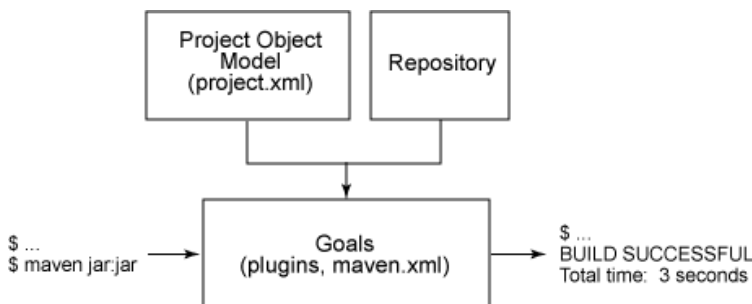 Project Object
Model
(project.xml)
Repository
$ ...
$ maven jar:jar
Goals
(plugins, maven.xml)
$ ...
BUILD SUCCESSFUL
Total time: 3 seconds